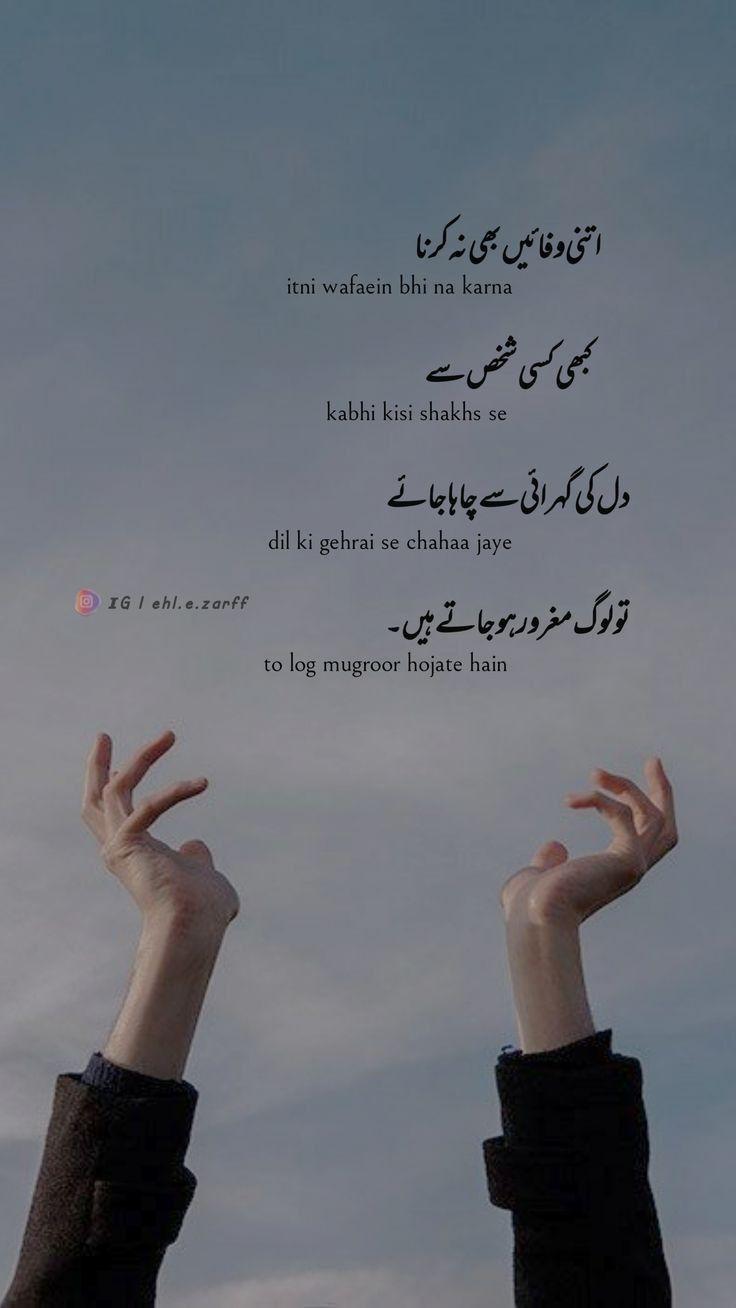 اتنی وفائیں بھی نہ کرنا
itni wafaein bhi na karna
کبھی کسی شخص سے
kabhi kisi shakhs se
دل کی گہرائی سے چاہا جائے
dil ki gehrai se chahaa jaye
IG | ehl.e.zarff
تو لوگ مغرور ہو جاتے ہیں۔
to log mugroor hojate hain